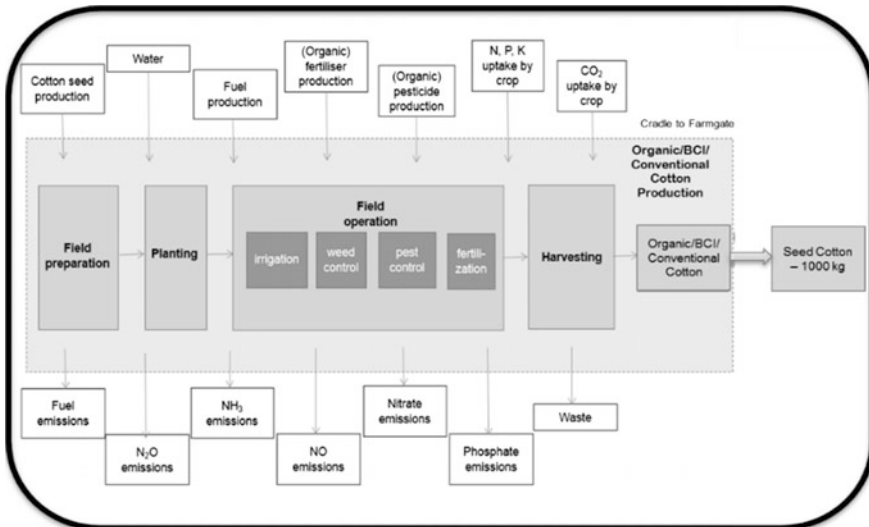 Cotton seed
production
Water
Fuel
production
(Organic)
fertiliser
production
(Organic)
pesticide
production
N, P, K
uptake by
crop
CO₂
uptake by
crop
Cradle to Farmgate
Organic/BCI/
Conventional
Cotton
Production
Field
preparation
Planting
Field
operation
irrigation
weed
control
pest
control
fertili-
zation
Harvesting
Organic/BCI/
Conventional
Cotton
Seed Cotton
– 1000 kg
Fuel
emissions
N₂O
emissions
NH₃
emissions
NO
emissions
Nitrate
emissions
Phosphate
emissions
Waste